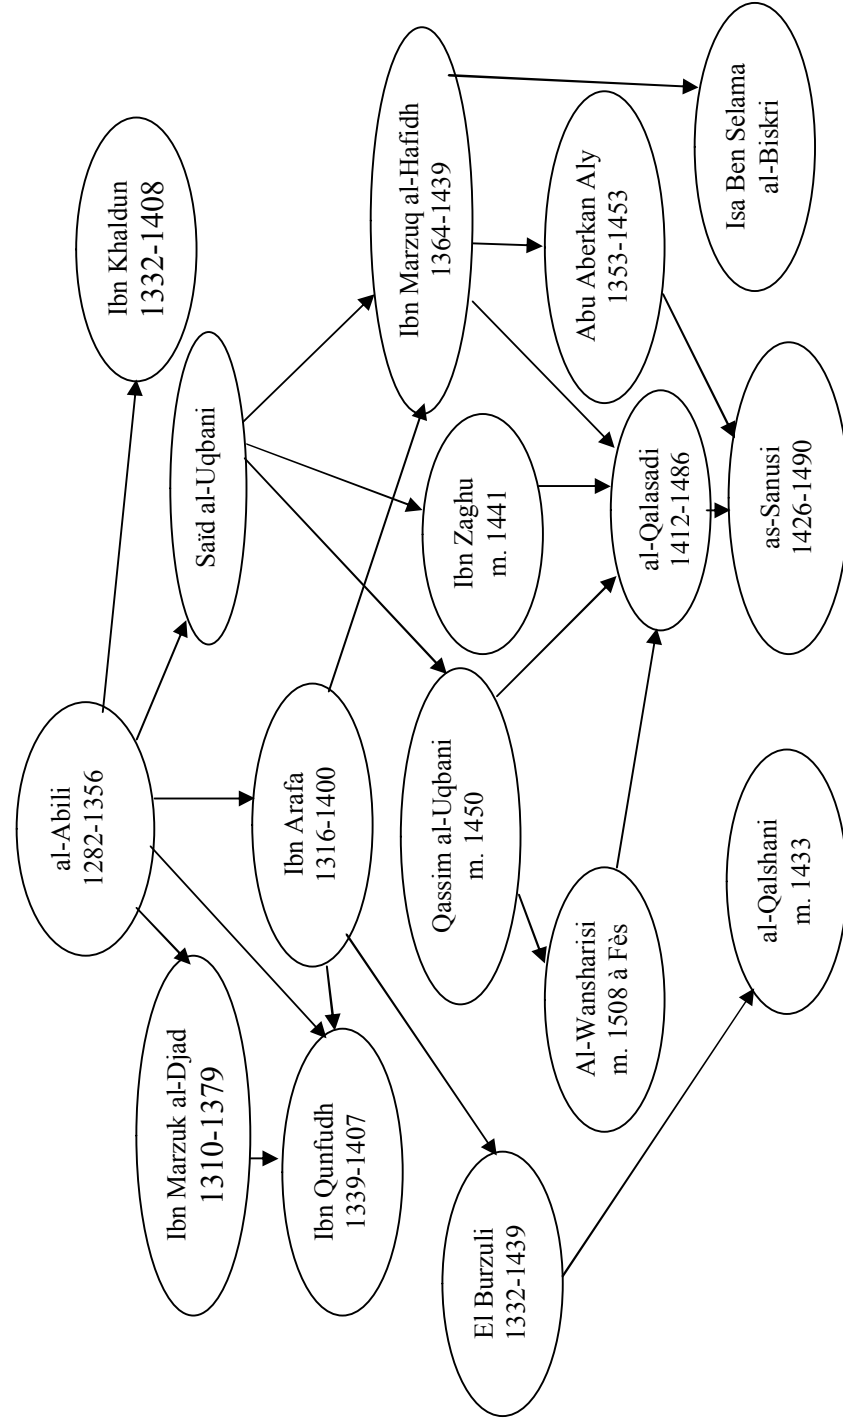 al-Abili
1282-1356
Ibn Khaldun
1332-1408
Ibn Marzuk al-Djad
1310-1379
Saïd al-Uqbani
Ibn Qunfudh
1339-1407
Ibn Arafa
1316-1400
Ibn Marzuq al-Hafidh
1364-1439
El Burzuli
1332-1439
Qassim al-Uqbani
m. 1450
Ibn Zaghu
m. 1441
Al-Wansharisi
m. 1508 à Fès
Abu Aberkan Aly
1353-1453
al-Qalasadi
1412-1486
al-Qalshani
m. 1433
as-Sanusi
1426-1490
Isa Ben Selama
al-Biskri